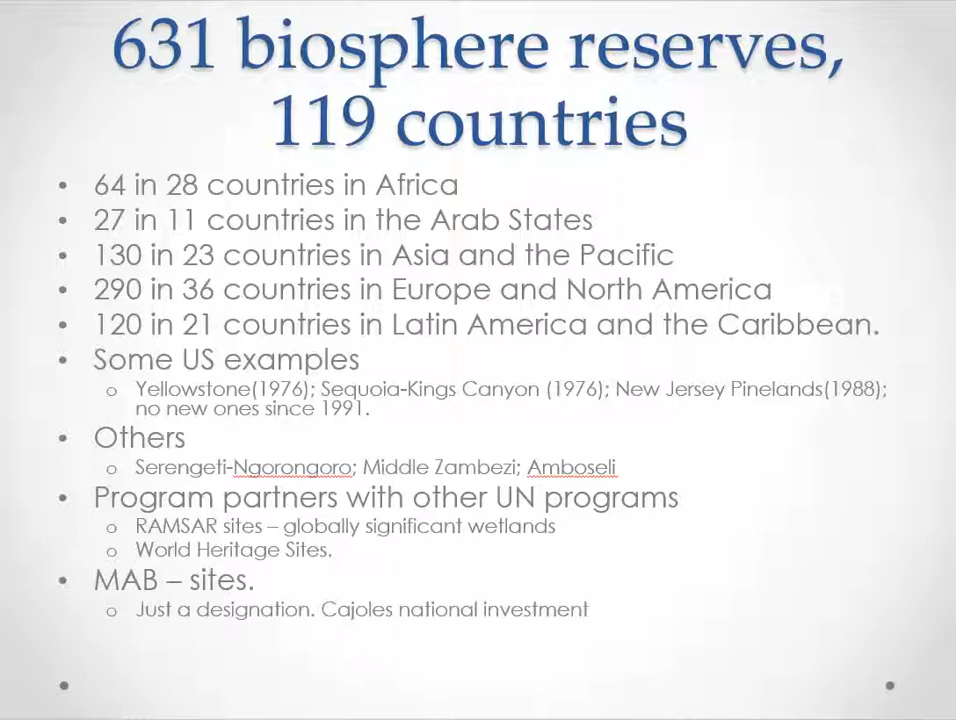 631 biosphere reserves,
119 countries
• 64 in 28 countries in Africa
• 27 in 11 countries in the Arab States
• 130 in 23 countries in Asia and the Pacific
• 290 in 36 countries in Europe and North America
• 120 in 21 countries in Latin America and the Caribbean.
• Some US examples
o Yellowstone(1976); Sequoia-Kings Canyon (1976); New Jersey Pinelands(1988);
no new ones since 1991.
• Others
o Serengeti-Ngorongoro; Middle Zambezi; Amboseli
• Program partners with other UN programs
o RAMSAR sites – globally significant wetlands
o World Heritage Sites.
• MAB – sites.
o Just a designation. Cajoles national investment